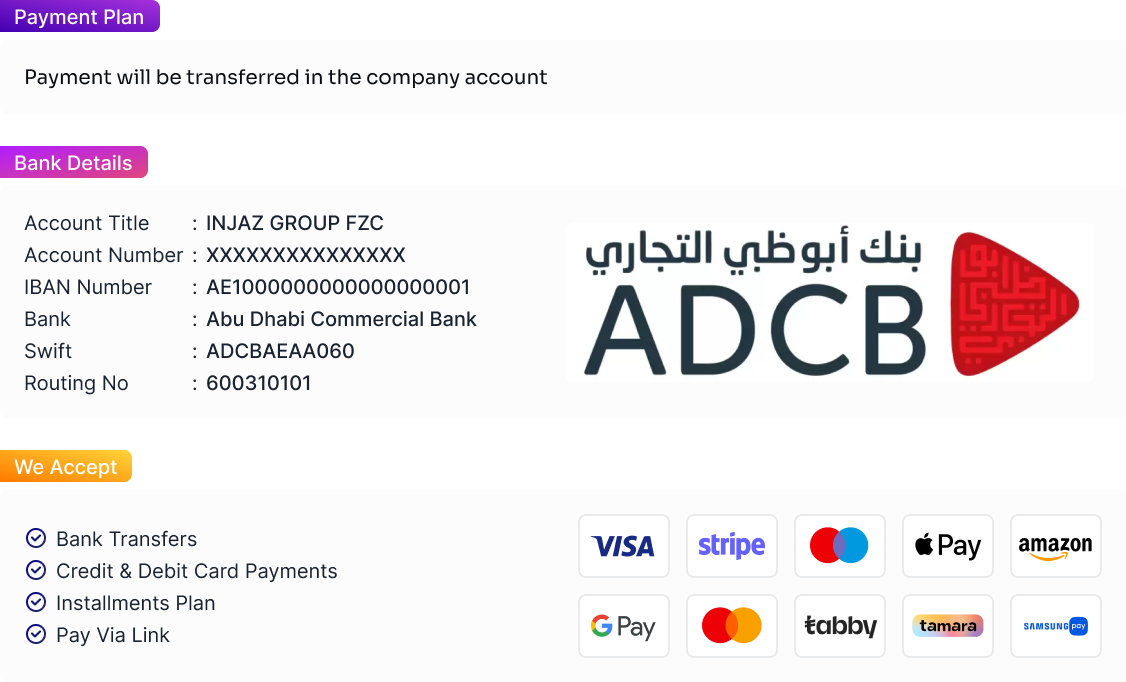 Payment Plan
Payment will be transferred in the company account
Bank Details
Account Title : INJAZ GROUP FZC
Account Number : XXXXXXXXXXXXXXX
IBAN Number : AE1000000000000000001
Bank : Abu Dhabi Commercial Bank
Swift : ADCBAEAA060
Routing No : 600310101
بنك أبوظبي التجاري
ADCB
We Accept
Bank Transfers
Credit & Debit Card Payments
Installments Plan
Pay Via Link
VISA stripe Pay amazon
G Pay tabby tamara SAMSUNG pay